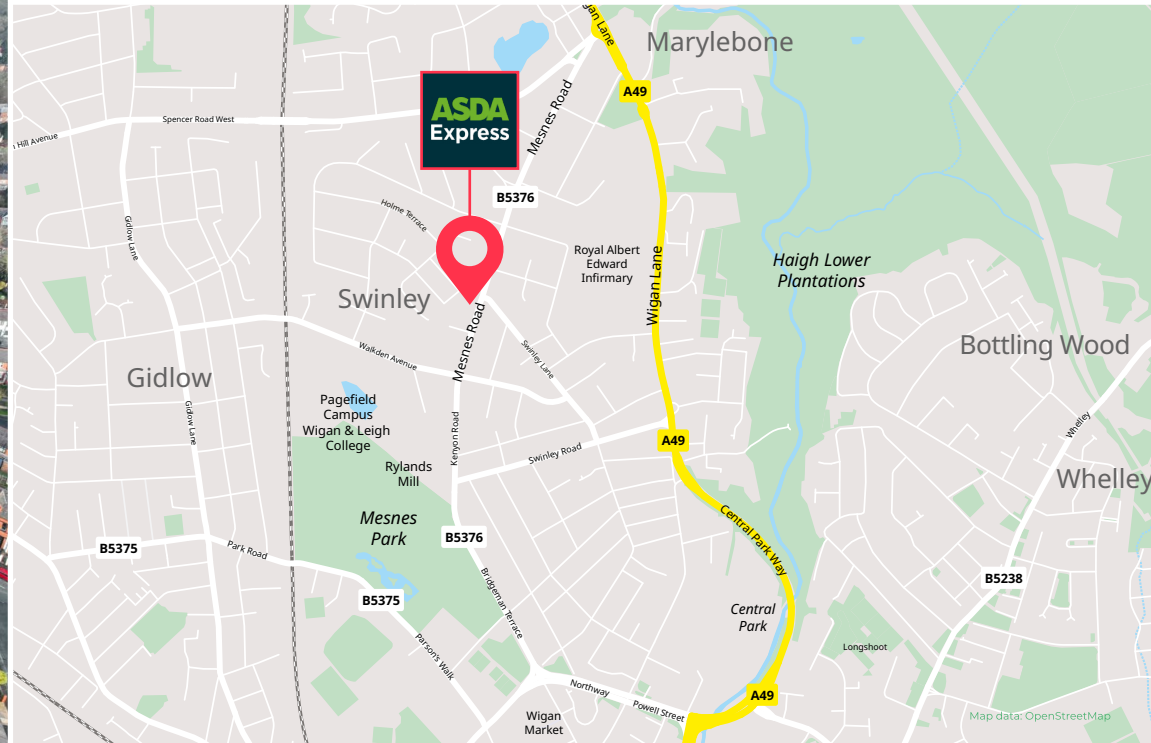 Wigan Lane
Marylebone
A49
ASDA
Express
Mesnes Road
Spencer Road West
Hill Avenue
B5376
Holme Terrace
Gidlow Lane
Royal Albert
Edward
Infirmary
Wigan Lane
Haigh Lower
Plantations
Swinley
Mesnes Road
Swinley Lane
Walkden Avenue
Bottling Wood
Gidlow
Pagefield
Campus
Wigan & Leigh
College
Gidlow Lane
Kenyon Road
Whelley
A49
Swinley Road
Rylands
Mill
Whelley
Mesnes
Park
Central Park Way
B5376
B5375
Park Road
B5375
B5238
Bridgeman Terrace
Central
Park
Parson's Walk
Longshoot
Northway
A49
Powell Street
Wigan
Market
Map data: OpenStreetMap